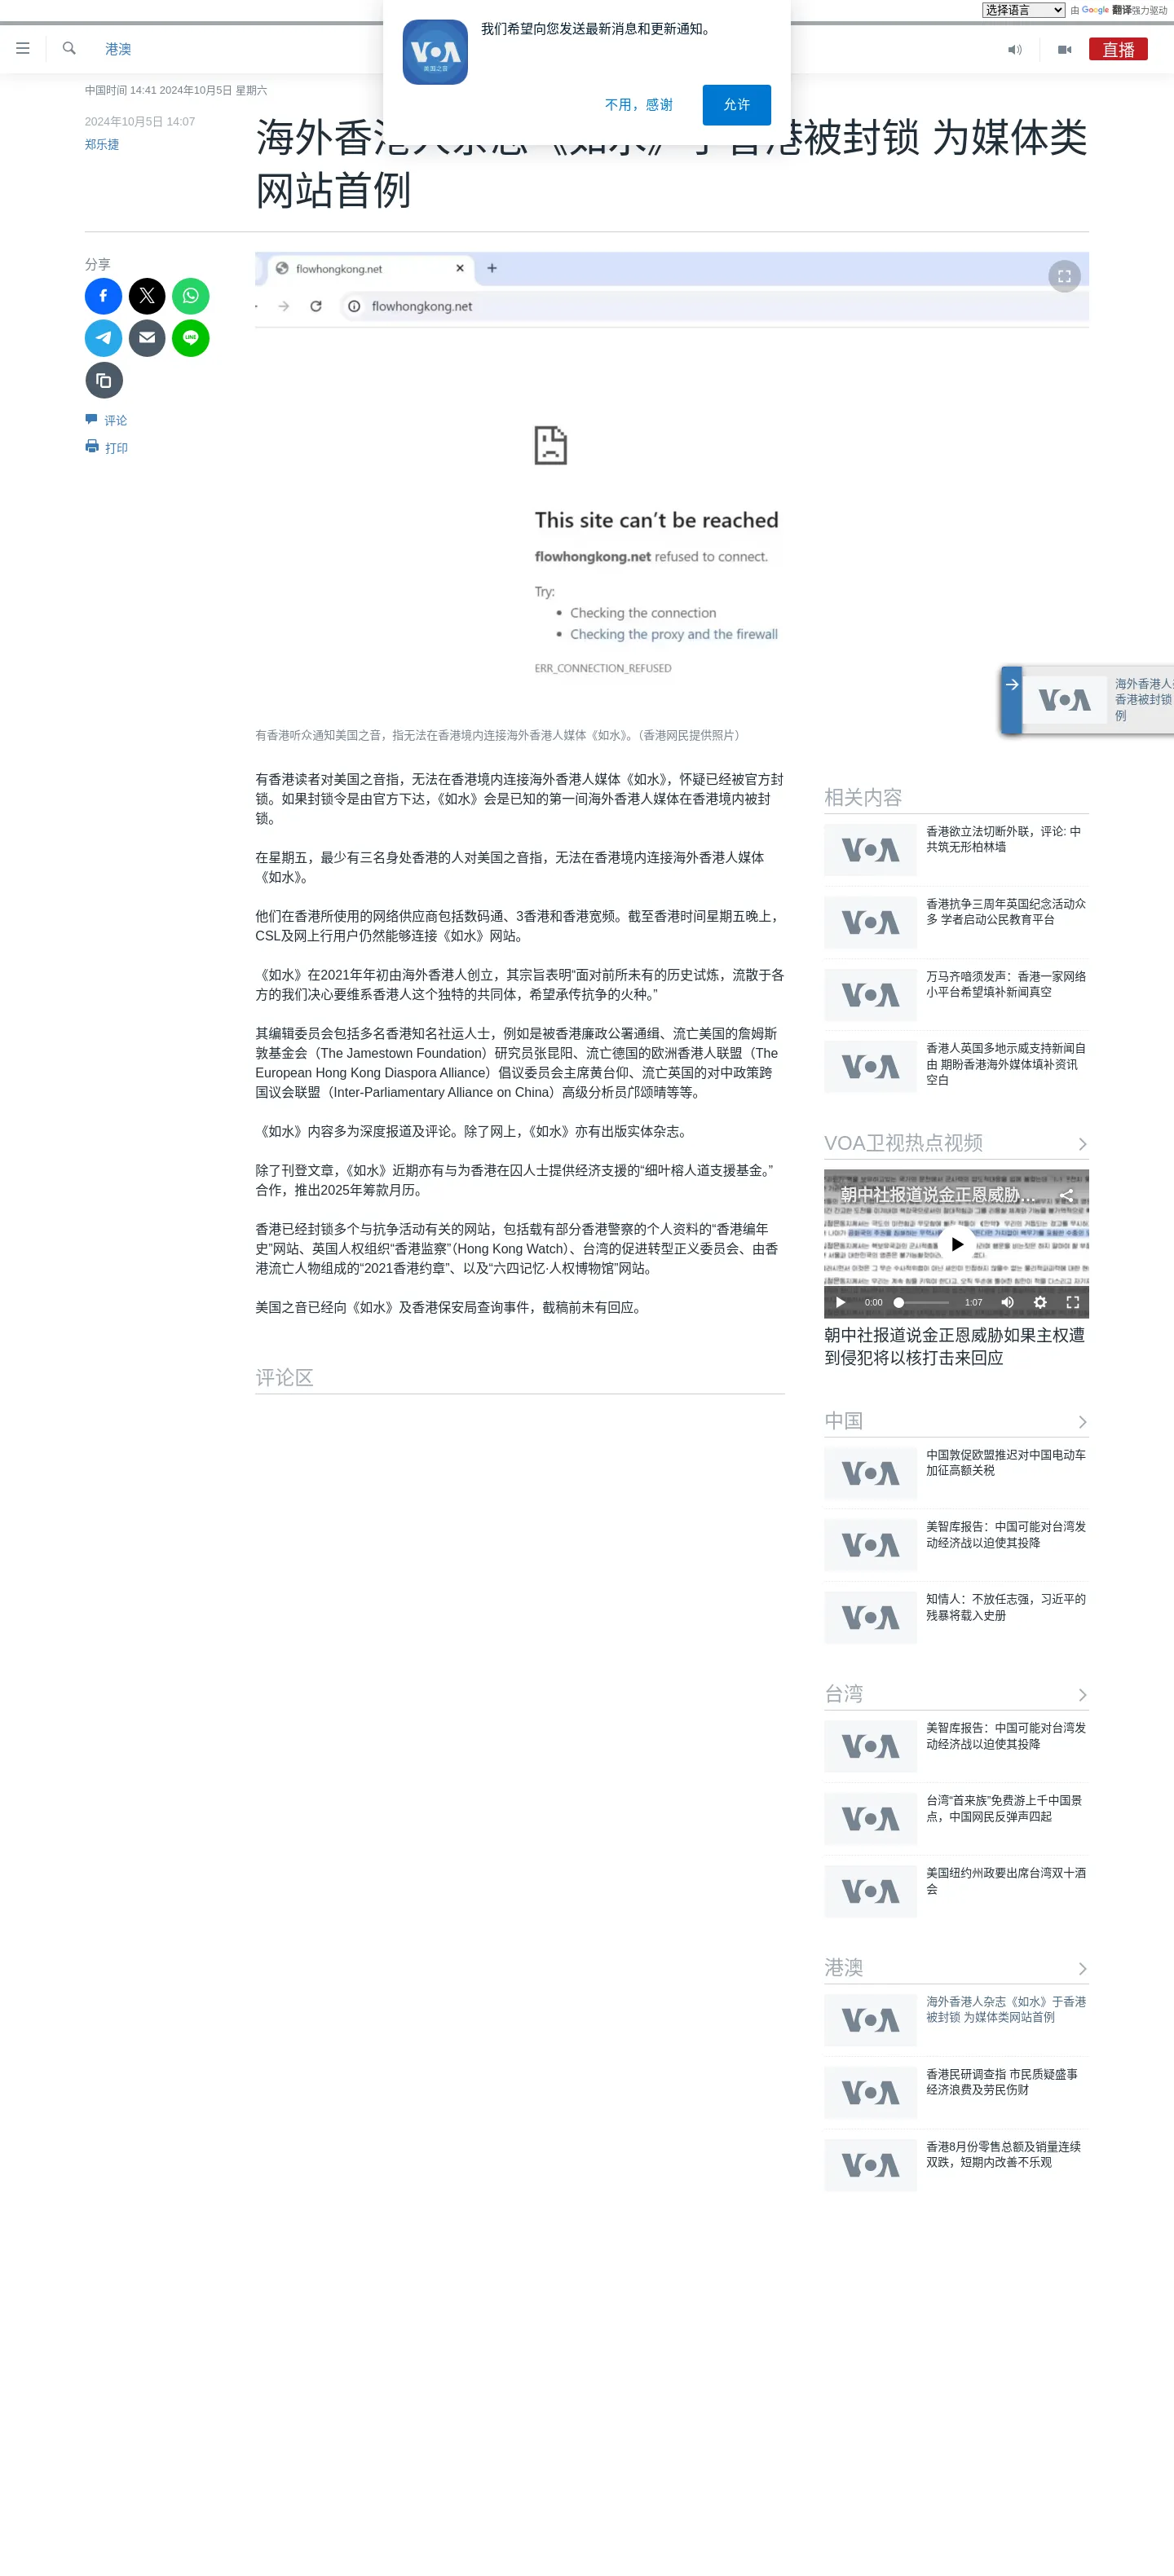 选择语言 由 Google 翻译强力驱动
我们希望向您发送最新消息和更新通知。
VOA
美国之音
不用，感谢
允许
港澳
直播
中国时间 14:41 2024年10月5日 星期六
2024年10月5日 14:07
郑乐捷
海外香港人杂志《如水》于香港被封锁 为媒体类
网站首例
分享
评论
打印
flowhongkong.net
flowhongkong.net
This site can’t be reached
flowhongkong.net refused to connect.
Try:
• Checking the connection
• Checking the proxy and the firewall
ERR_CONNECTION_REFUSED
有香港听众通知美国之音，指无法在香港境内连接海外香港人媒体《如水》。（香港网民提供照片）
VOA
海外香港人
香港被封锁
例
有香港读者对美国之音指，无法在香港境内连接海外香港人媒体《如水》，怀疑已经被官方封
锁。如果封锁令是由官方下达，《如水》会是已知的第一间海外香港人媒体在香港境内被封
锁。
在星期五，最少有三名身处香港的人对美国之音指，无法在香港境内连接海外香港人媒体
《如水》。
他们在香港所使用的网络供应商包括数码通、3香港和香港宽频。截至香港时间星期五晚上，
CSL及网上行用户仍然能够连接《如水》网站。
《如水》在2021年年初由海外香港人创立，其宗旨表明“面对前所未有的历史试炼，流散于各
方的我们决心要维系香港人这个独特的共同体，希望承传抗争的火种。”
其编辑委员会包括多名香港知名社运人士，例如是被香港廉政公署通缉、流亡美国的詹姆斯
敦基金会（The Jamestown Foundation）研究员张昆阳、流亡德国的欧洲香港人联盟（The
European Hong Kong Diaspora Alliance）倡议委员会主席黄台仰、流亡英国的对中政策跨
国议会联盟（Inter-Parliamentary Alliance on China）高级分析员邝颂晴等等。
《如水》内容多为深度报道及评论。除了网上，《如水》亦有出版实体杂志。
除了刊登文章，《如水》近期亦有与为香港在囚人士提供经济支援的“细叶榕人道支援基金。”
合作，推出2025年筹款月历。
香港已经封锁多个与抗争活动有关的网站，包括载有部分香港警察的个人资料的“香港编年
史”网站、英国人权组织“香港监察”（Hong Kong Watch）、台湾的促进转型正义委员会、由香
港流亡人物组成的“2021香港约章”、以及“六四记忆·人权博物馆”网站。
美国之音已经向《如水》及香港保安局查询事件，截稿前未有回应。
评论区
相关内容
VOA
香港欲立法切断外联，评论: 中
共筑无形柏林墙
VOA
香港抗争三周年英国纪念活动众
多 学者启动公民教育平台
VOA
万马齐喑须发声：香港一家网络
小平台希望填补新闻真空
VOA
香港人英国多地示威支持新闻自
由 期盼香港海外媒体填补资讯
空白
VOA卫视热点视频
朝中社报道说金正恩威胁...
0:00
1:07
朝中社报道说金正恩威胁如果主权遭
到侵犯将以核打击来回应
中国
VOA
中国敦促欧盟推迟对中国电动车
加征高额关税
VOA
美智库报告：中国可能对台湾发
动经济战以迫使其投降
VOA
知情人：不放任志强，习近平的
残暴将载入史册
台湾
VOA
美智库报告：中国可能对台湾发
动经济战以迫使其投降
VOA
台湾“首来族”免费游上千中国景
点，中国网民反弹声四起
VOA
美国纽约州政要出席台湾双十酒
会
港澳
VOA
海外香港人杂志《如水》于香港
被封锁 为媒体类网站首例
VOA
香港民研调查指 市民质疑盛事
经济浪费及劳民伤财
VOA
香港8月份零售总额及销量连续
双跌，短期内改善不乐观